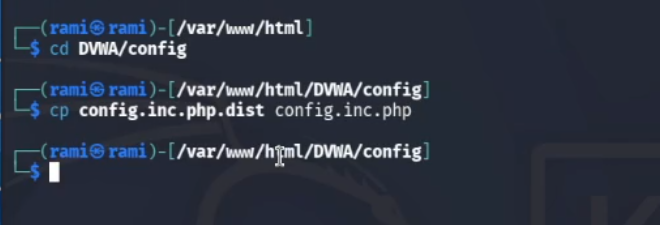 ┌──(rami㉿rami)-[/var/www/html]
└─$ cd DVWA/config
┌──(rami㉿rami)-[/var/www/html/DVWA/config]
└─$ cp config.inc.php.dist config.inc.php
┌──(rami㉿rami)-[/var/www/html/DVWA/config]
└─$